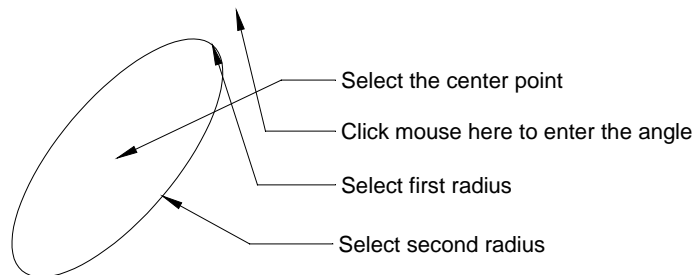 Select the center point
Click mouse here to enter the angle
Select first radius
Select second radius